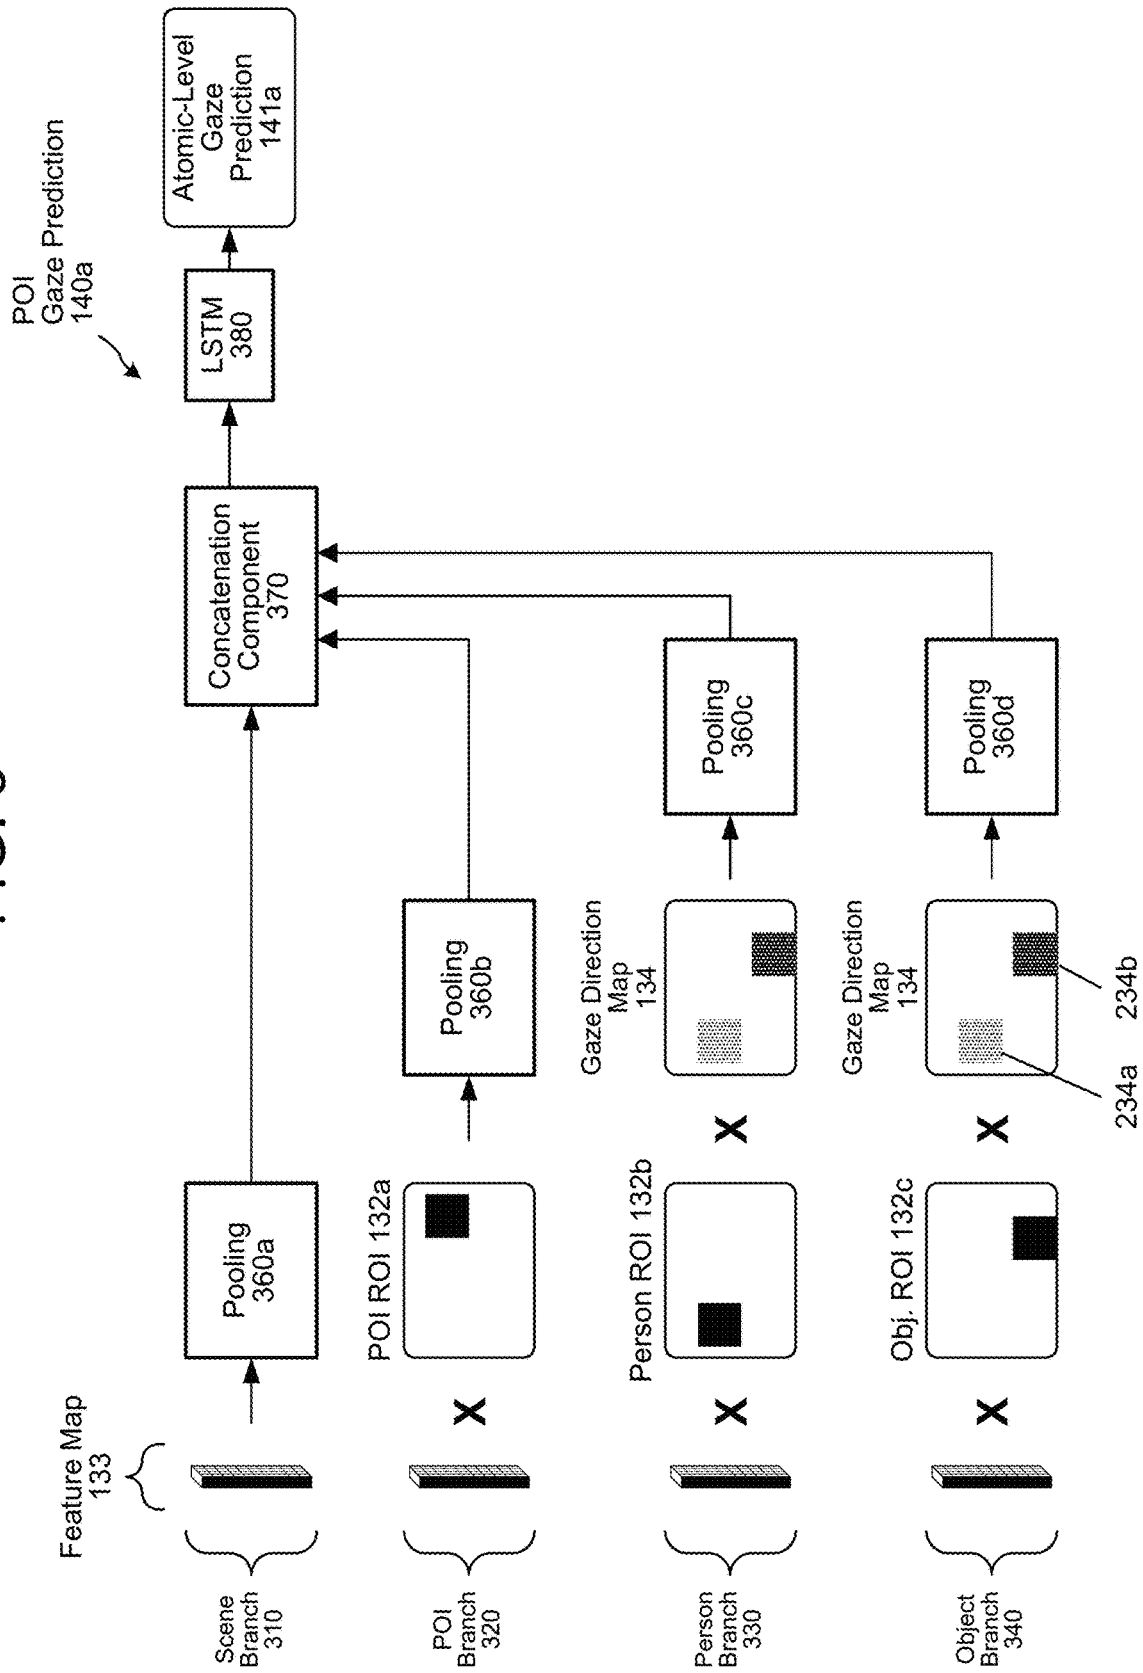 POI
Gaze Prediction
140a
Feature Map
133
Scene
Branch
310
Pooling
360a
Concatenation
Component
370
LSTM
380
Atomic-Level
Gaze
Prediction
141a
POI
Branch
320
X
POI ROI 132a
Pooling
360b
Person
Branch
330
X
Person ROI 132b
X
Gaze Direction
Map
134
Pooling
360c
Object
Branch
340
X
Obj. ROI 132c
X
Gaze Direction
Map
134
Pooling
360d
234a
234b